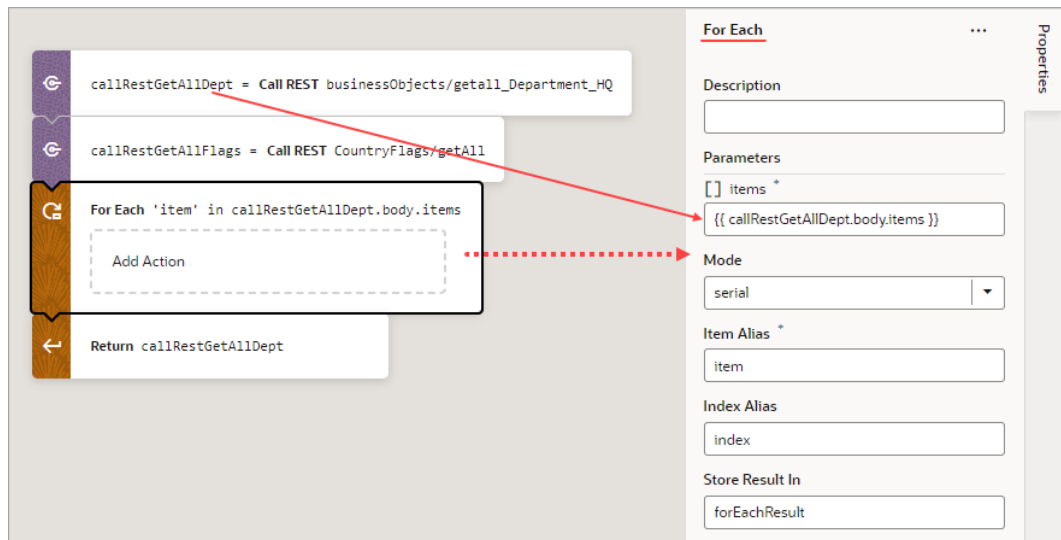 callRestGetAllDept = Call REST businessObjects/getall_Department_HQ
callRestGetAllFlags = Call REST CountryFlags/getAll
For Each 'item' in callRestGetAllDept.body.items
Add Action
Return callRestGetAllDept
For Each
...
Properties
Description
Parameters
[] items *
{{ callRestGetAllDept.body.items }}
Mode
serial
Item Alias *
item
Index Alias
index
Store Result In
forEachResult